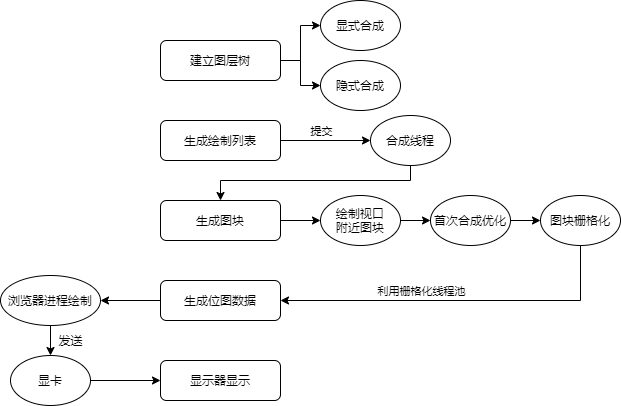 显式合成
建立图层树
隐式合成
生成绘制列表
提交
合成线程
生成图块
绘制视口
附近图块
首次合成优化
图块栅格化
浏览器进程绘制
生成位图数据
利用栅格化线程池
发送
显卡
显示器显示